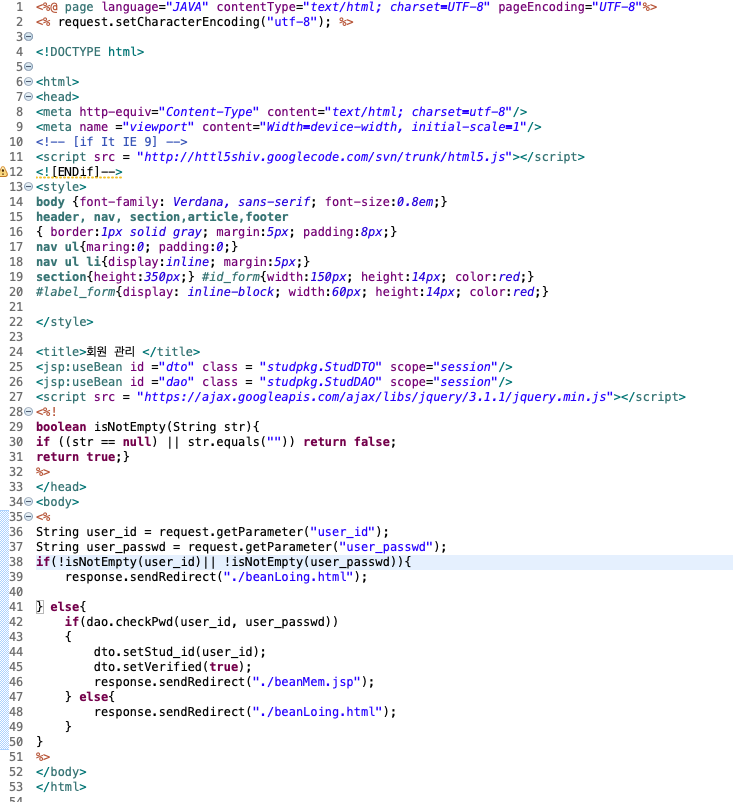 1 <%@ page language="JAVA" contentType="text/html; charset=UTF-8" pageEncoding="UTF-8"%>
2 <% request.setCharacterEncoding("utf-8"); %>
3
4 <!DOCTYPE html>
5
6 <html>
7 <head>
8 <meta http-equiv="Content-Type" content="text/html; charset=utf-8"/>
9 <meta name ="viewport" content="Width=device-width, initial-scale=1"/>
10 <!-- [if It IE 9] -->
11 <script src = "http://httl5shiv.googlecode.com/svn/trunk/html5.js"></script>
12 <![ENDif]-->
13 <style>
14 body {font-family: Verdana, sans-serif; font-size:0.8em;}
15 header, nav, section,article,footer
16 { border:1px solid gray; margin:5px; padding:8px;}
17 nav ul{maring:0; padding:0;}
18 nav ul li{display:inline; margin:5px;}
19 section{height:350px;} #id_form{width:150px; height:14px; color:red;}
20 #label_form{display: inline-block; width:60px; height:14px; color:red;}
21
22 </style>
23
24 <title>회원 관리 </title>
25 <jsp:useBean id ="dto" class = "studpkg.StudDTO" scope="session"/>
26 <jsp:useBean id ="dao" class = "studpkg.StudDAO" scope="session"/>
27 <script src = "https://ajax.googleapis.com/ajax/libs/jquery/3.1.1/jquery.min.js"></script>
28 <%!
29 boolean isNotEmpty(String str){
30 if ((str == null) || str.equals("")) return false;
31 return true;}
32 %>
33 </head>
34 <body>
35 <%
36 String user_id = request.getParameter("user_id");
37 String user_passwd = request.getParameter("user_passwd");
38 if(!isNotEmpty(user_id)|| !isNotEmpty(user_passwd)){
39 response.sendRedirect("./beanLoing.html");
40
41 } else{
42 if(dao.checkPwd(user_id, user_passwd))
43 {
44 dto.setStud_id(user_id);
45 dto.setVerified(true);
46 response.sendRedirect("./beanMem.jsp");
47 } else{
48 response.sendRedirect("./beanLoing.html");
49 }
50 }
51 %>
52 </body>
53 </html>
54